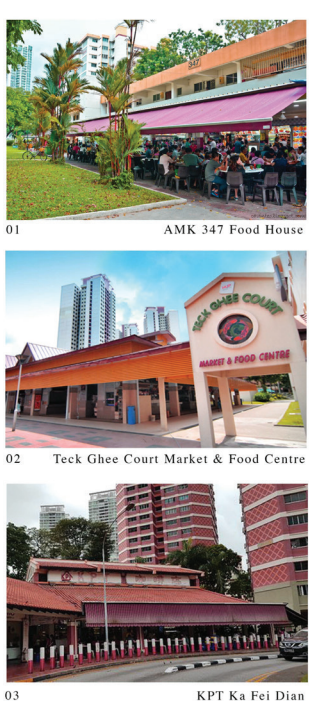 347
01 AMK 347 Food House
TECK GHEE COURT
MARKET & FOOD CENTRE
02 Teck Ghee Court Market & Food Centre
03 KPT Ka Fei Dian